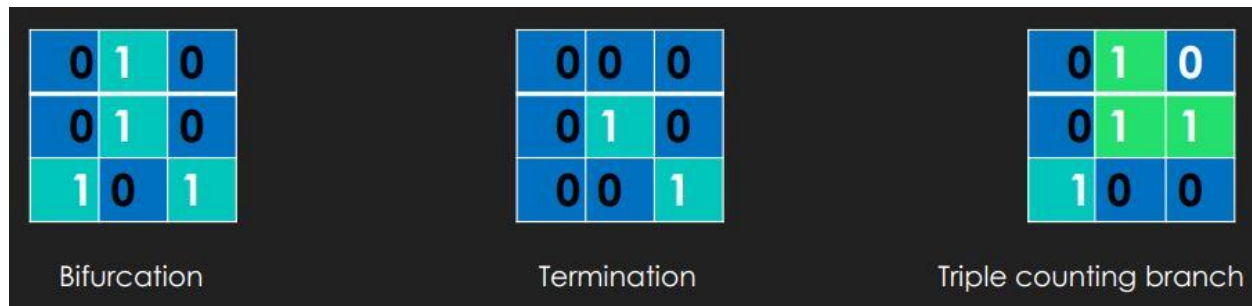 0 1 0 0 0 0 0 1 0
0 1 0 0 1 0 0 1 1
1 0 1 0 0 1 1 0 0
Bifurcation Termination Triple counting branch